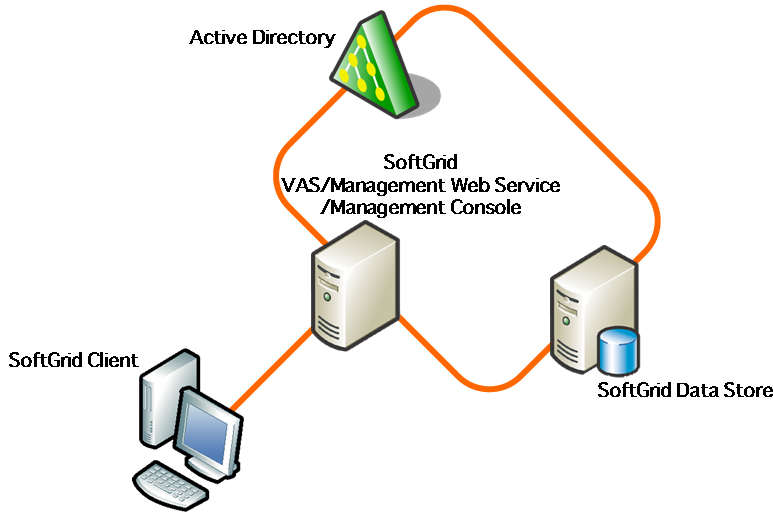 Active Directory
SoftGrid
VAS/Management Web Service
/Management Console
SoftGrid Client
SoftGrid Data Store